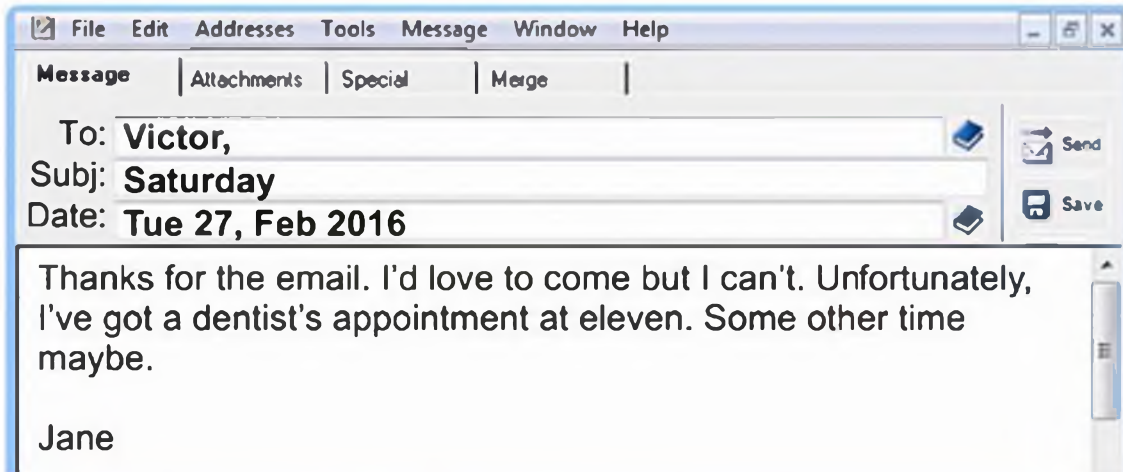 File Edit Addresses Tools Message Window Help
Message Attachments Special Merge
To: Victor,
Send
Subj: Saturday
Date: Tue 27, Feb 2016
Save
Thanks for the email. I'd love to come but I can't. Unfortunately,
I've got a dentist's appointment at eleven. Some other time
maybe.
Jane